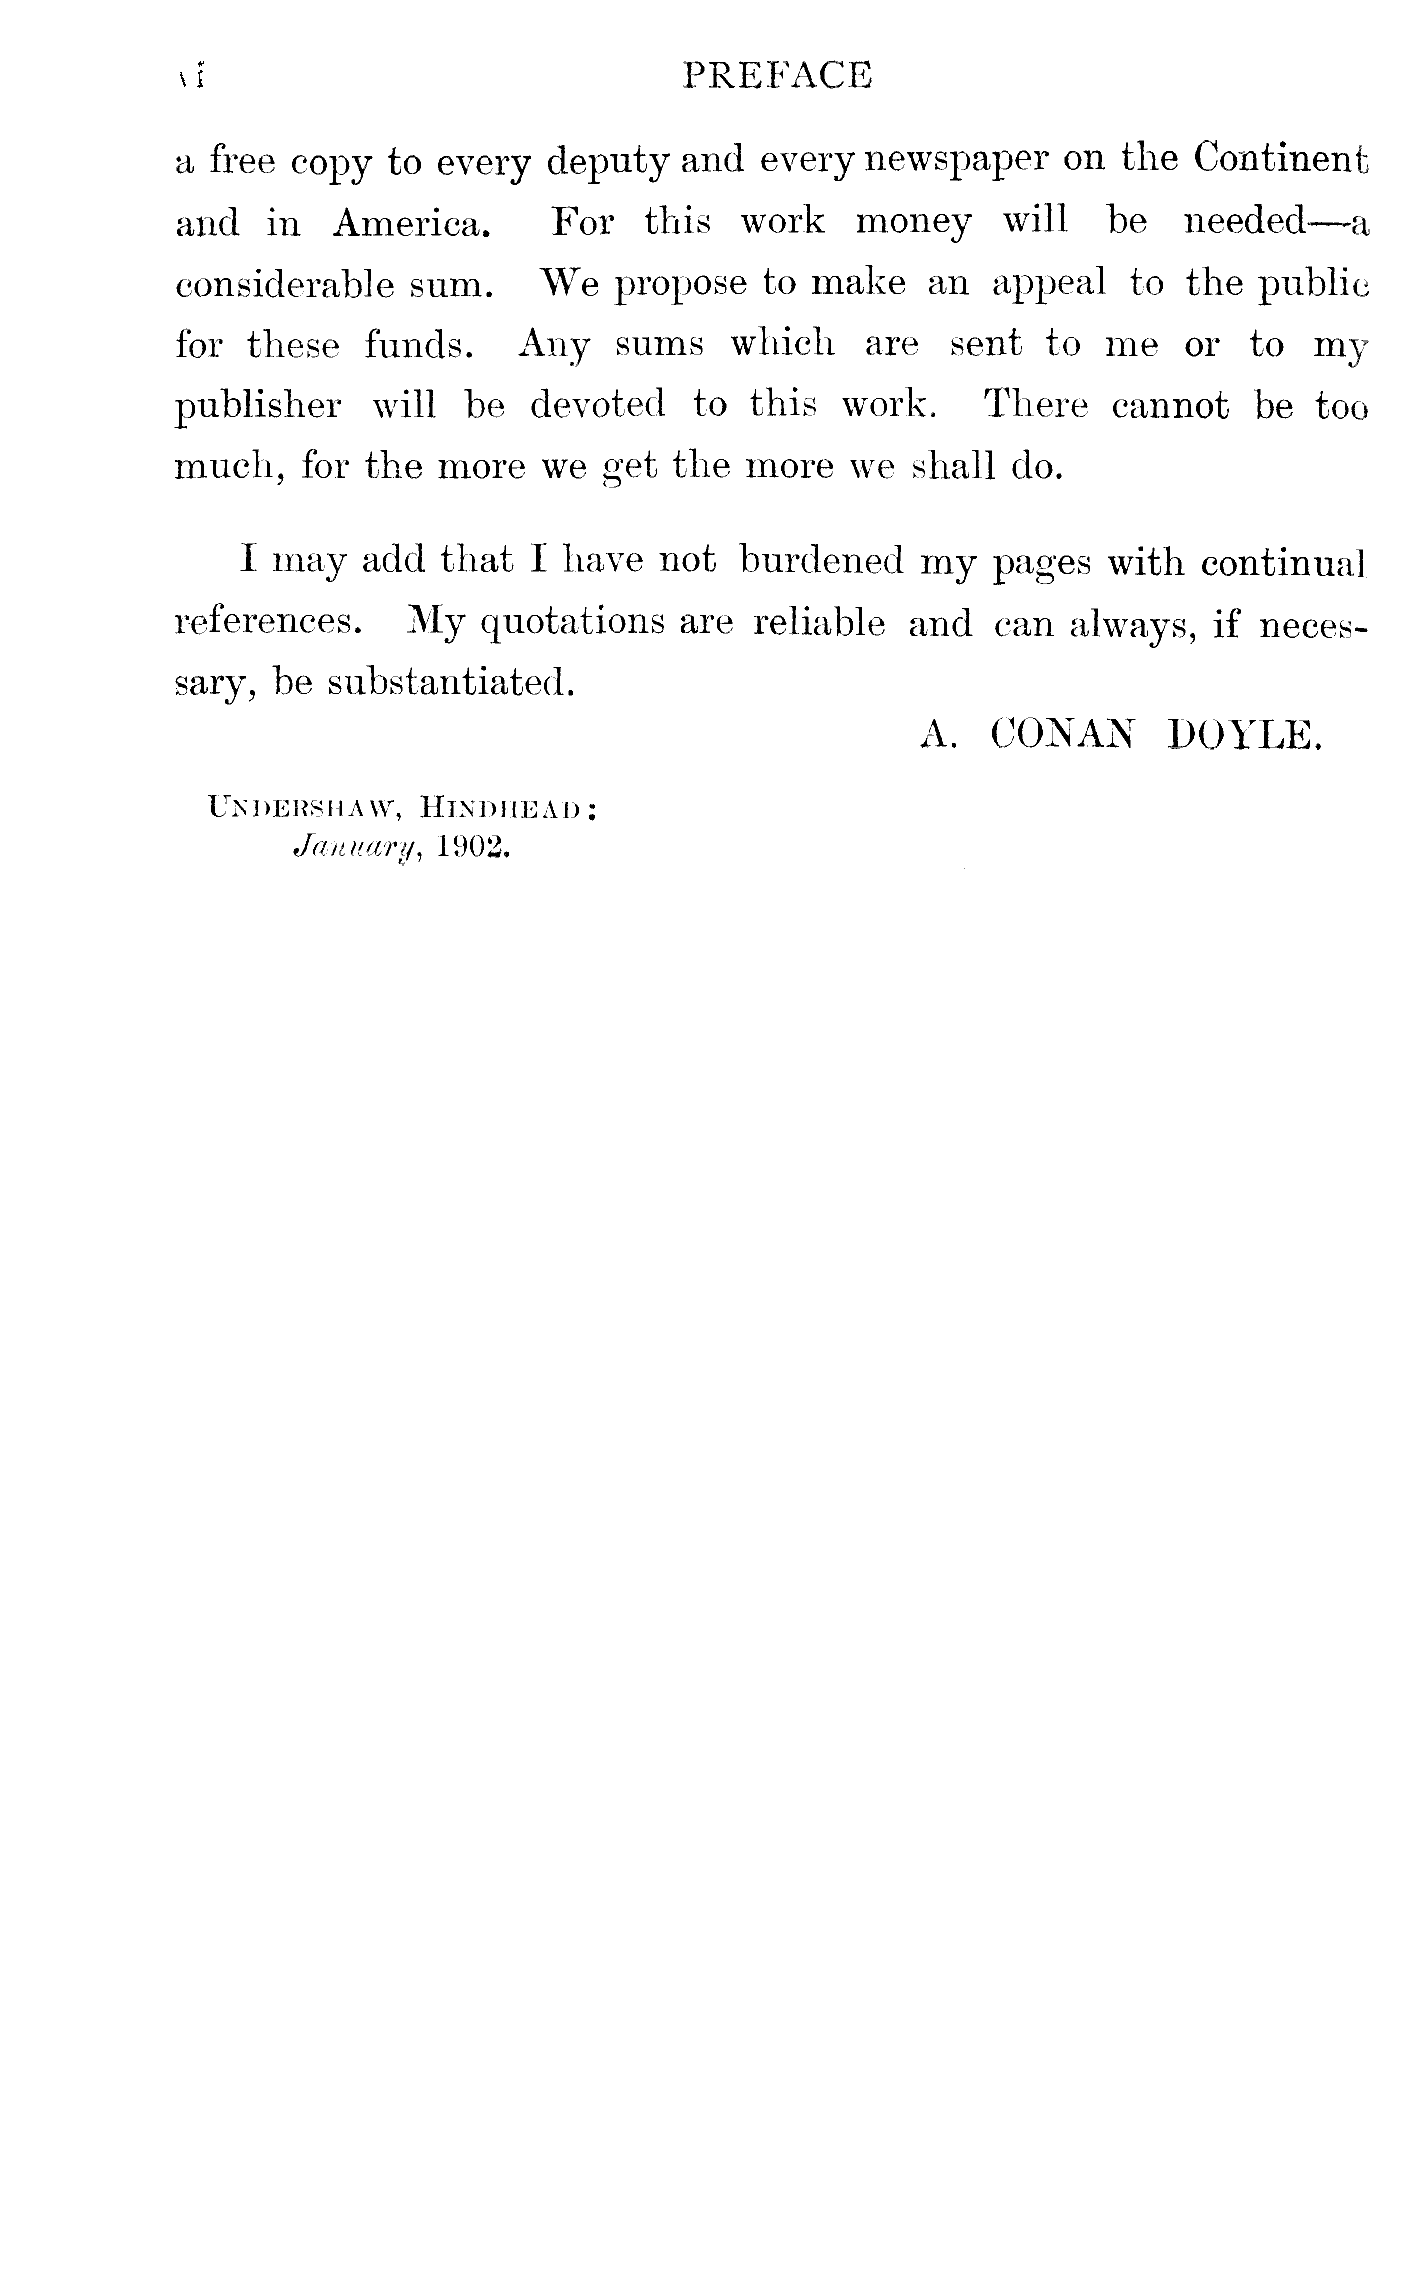 vi PREFACE
a free copy to every deputy and every newspaper on the Continent
and in America. For this work money will be needed—a
considerable sum. We propose to make an appeal to the public
for these funds. Any sums which are sent to me or to my
publisher will be devoted to this work. There cannot be too
much, for the more we get the more we shall do.
I may add that I have not burdened my pages with continual
references. My quotations are reliable and can always, if neces-
sary, be substantiated.
A. CONAN DOYLE.
UNDERSHAW, HINDHEAD:
January, 1902.